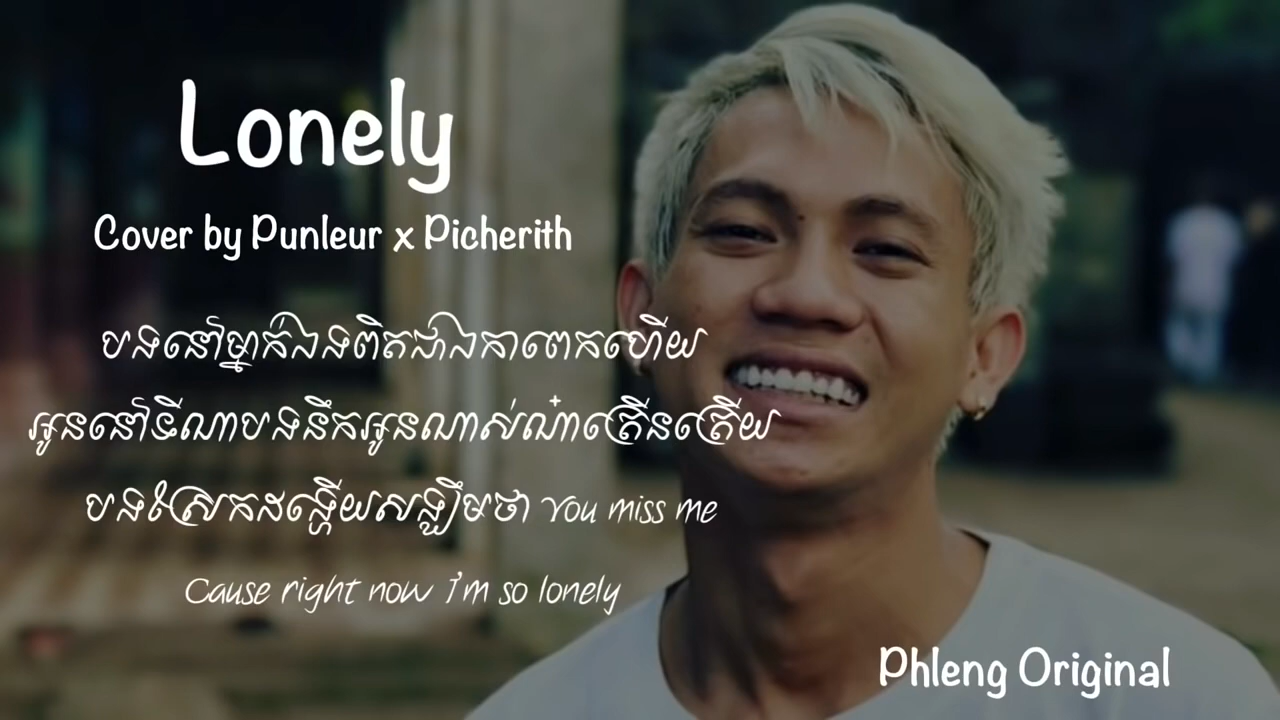 Lonely
Cover by Punleur x Picherith
បងនៅម្នាក់ឯងពិតជាឯកាពេកហើយ
អូននៅទីណាបងនឹកអូនណាស់ណ៎ាត្រើនត្រើយ
បងំស្រែកដង្ហើយសង្ឃឹមថា You miss me
Cause right now I'm so lonely
Phleng Original